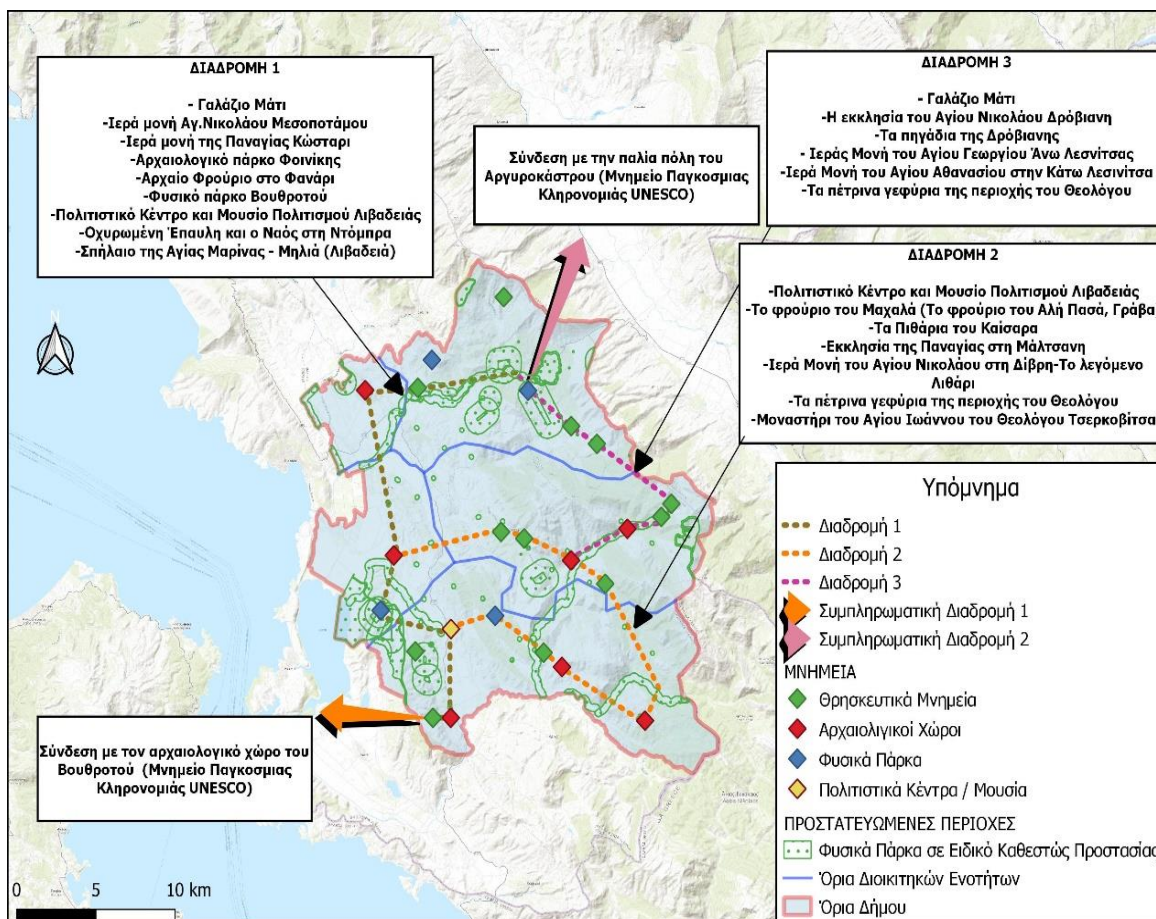 ΔΙΑΔΡΟΜΗ 1
- Γαλάζιο Μάτι
-Ιερά μονή Αγ.Νικολάου Μεσοποτάμου
-Ιερά μονή της Παναγίας Κώσταρι
-Αρχαιολογικό πάρκο Φοινίκης
-Αρχαίο Φρούριο στο Φανάρι
-Φυσικό πάρκο Βουθροτού
-Πολιτιστικό Κέντρο και Μουσίο Πολιτισμού Λιβαδειάς
-Οχυρωμένη Έπαυλη και ο Ναός στη Ντόμπρα
-Σπήλαιο της Αγίας Μαρίνας - Μηλιά (Λιβαδειά)
Σύνδεση με την παλία πόλη του
Αργυροκάστρου (Μνημείο Παγκοσμιας
Κληρονομιάς UNESCO)
ΔΙΑΔΡΟΜΗ 3
- Γαλάζιο Μάτι
-Η εκκλησία του Αγίου Νικολάου Δρόβιανη
-Τα πηγάδια της Δρόβιανης
- Ιεράς Μονή του Αγίου Γεωργίου Άνω Λεσνίτσας
-Ιερά Μονή του Αγίου Αθανασίου στην Κάτω Λεσινίτσα
-Τα πέτρινα γεφύρια της περιοχής του Θεολόγου
ΔΙΑΔΡΟΜΗ 2
-Πολιτιστικό Κέντρο και Μουσίο Πολιτισμού Λιβαδειάς
-Το φρούριο του Μαχαλά (Το φρούριο του Αλή Πασά, Γράβα
-Τα Πιθάρια του Καίσαρα
-Εκκλησία της Παναγίας στη Μάλτσανη
-Ιερά Μονή του Αγίου Νικολάου στη Δίβρη-Το λεγόμενο
Λιθάρι
-Τα πέτρινα γεφύρια της περιοχής του Θεολόγου
-Μοναστήρι του Αγίου Ιωάννου του Θεολόγου Τσερκοβίτσα
N
Σύνδεση με τον αρχαιολογικό χώρο του
Βουθροτού (Μνημείο Παγκοσμιας
Κληρονομιάς UNESCO)
Υπόμνημα
Διαδρομή 1
Διαδρομή 2
Διαδρομή 3
Συμπληρωματική Διαδρομή 1
Συμπληρωματική Διαδρομή 2
ΜΝΗΜΕΙΑ
Θρησκευτικά Μνημεία
Αρχαιολιγικοί Χώροι
Φυσικά Πάρκα
Πολιτιστικά Κέντρα / Μουσία
ΠΡΟΣΤΑΤΕΥΩΜΕΝΕΣ ΠΕΡΙΟΧΕΣ
Φυσικά Πάρκα σε Ειδικό Καθεστώς Προστασίας
Όρια Διοικιτηκών Ενοτήτων
Όρια Δήμου
0 5 10 km